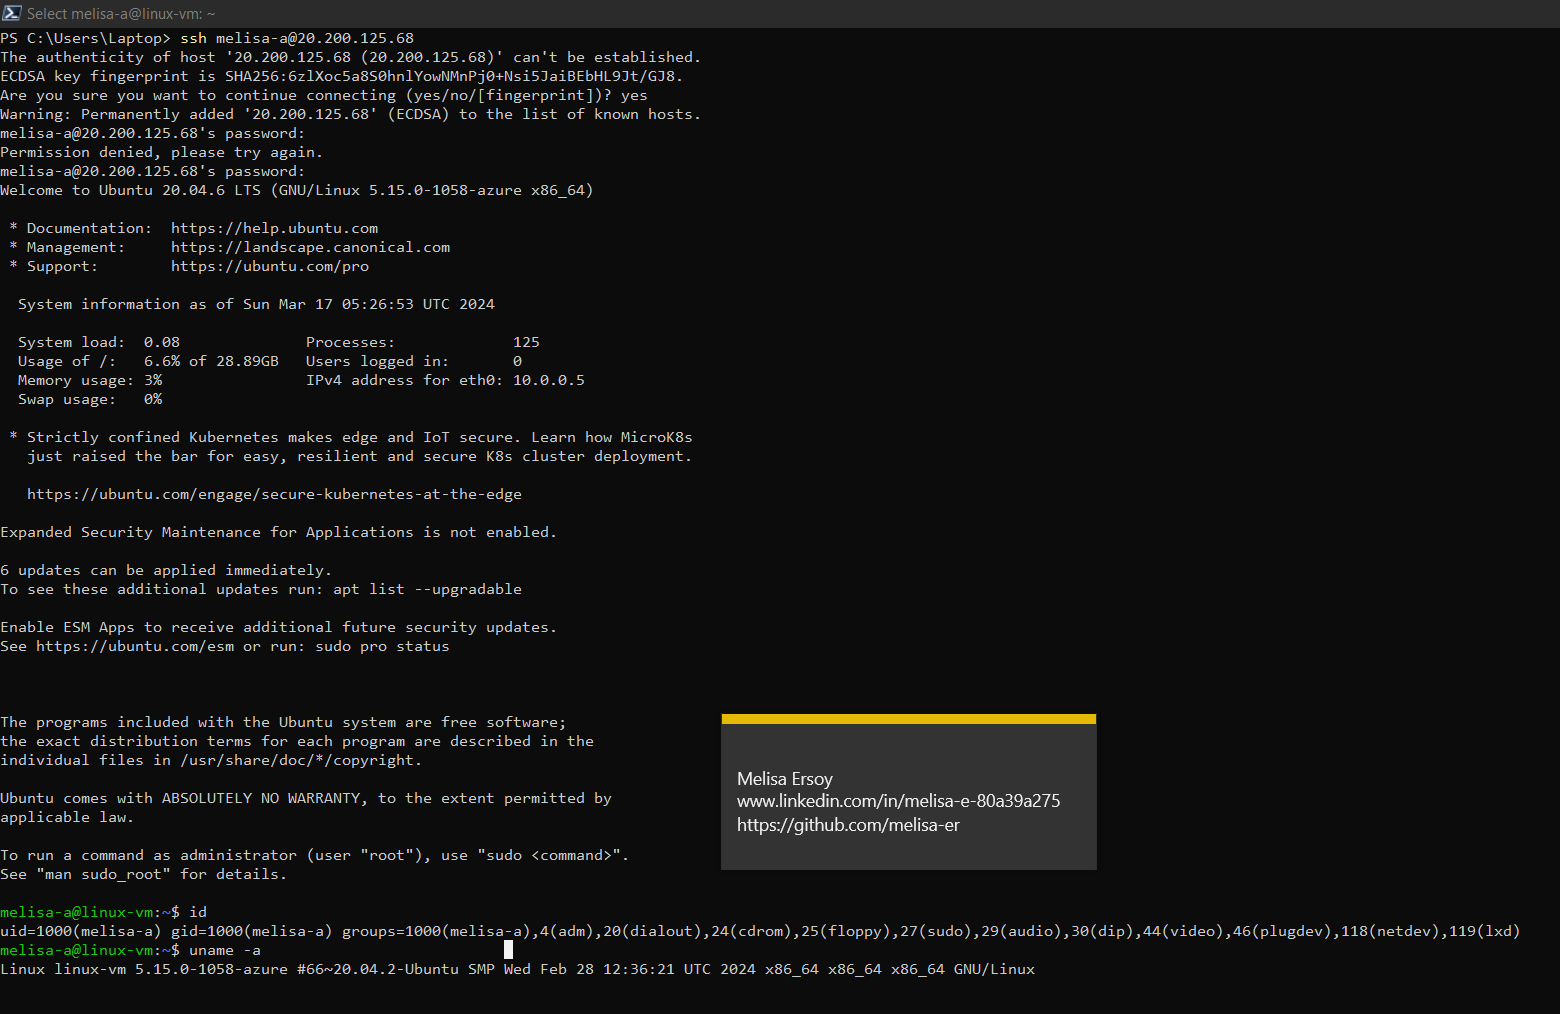 Select melisa-a@linux-vm: ~
PS C:\Users\Laptop> ssh melisa-a@20.200.125.68
The authenticity of host '20.200.125.68 (20.200.125.68)' can't be established.
ECDSA key fingerprint is SHA256:6zlXoc5a8S0hnlYowNMnPj0+Nsi5JaiBEbHL9Jt/GJ8.
Are you sure you want to continue connecting (yes/no/[fingerprint])? yes
Warning: Permanently added '20.200.125.68' (ECDSA) to the list of known hosts.
melisa-a@20.200.125.68's password:
Permission denied, please try again.
melisa-a@20.200.125.68's password:
Welcome to Ubuntu 20.04.6 LTS (GNU/Linux 5.15.0-1058-azure x86_64)
* Documentation:  https://help.ubuntu.com
* Management:     https://landscape.canonical.com
* Support:        https://ubuntu.com/pro
System information as of Sun Mar 17 05:26:53 UTC 2024
System load:  0.08              Processes:             125
Usage of /:   6.6% of 28.89GB   Users logged in:       0
Memory usage: 3%                IPv4 address for eth0: 10.0.0.5
Swap usage:   0%
* Strictly confined Kubernetes makes edge and IoT secure. Learn how MicroK8s
just raised the bar for easy, resilient and secure K8s cluster deployment.
https://ubuntu.com/engage/secure-kubernetes-at-the-edge
Expanded Security Maintenance for Applications is not enabled.
6 updates can be applied immediately.
To see these additional updates run: apt list --upgradable
Enable ESM Apps to receive additional future security updates.
See https://ubuntu.com/esm or run: sudo pro status
The programs included with the Ubuntu system are free software;
the exact distribution terms for each program are described in the
individual files in /usr/share/doc/*/copyright.
Ubuntu comes with ABSOLUTELY NO WARRANTY, to the extent permitted by
applicable law.
To run a command as administrator (user "root"), use "sudo <command>".
See "man sudo_root" for details.
Melisa Ersoy
www.linkedin.com/in/melisa-e-80a39a275
https://github.com/melisa-er
melisa-a@linux-vm:~$ id
uid=1000(melisa-a) gid=1000(melisa-a) groups=1000(melisa-a),4(adm),20(dialout),24(cdrom),25(floppy),27(sudo),29(audio),30(dip),44(video),46(plugdev),118(netdev),119(lxd)
melisa-a@linux-vm:~$ uname -a
Linux linux-vm 5.15.0-1058-azure #66~20.04.2-Ubuntu SMP Wed Feb 28 12:36:21 UTC 2024 x86_64 x86_64 x86_64 GNU/Linux